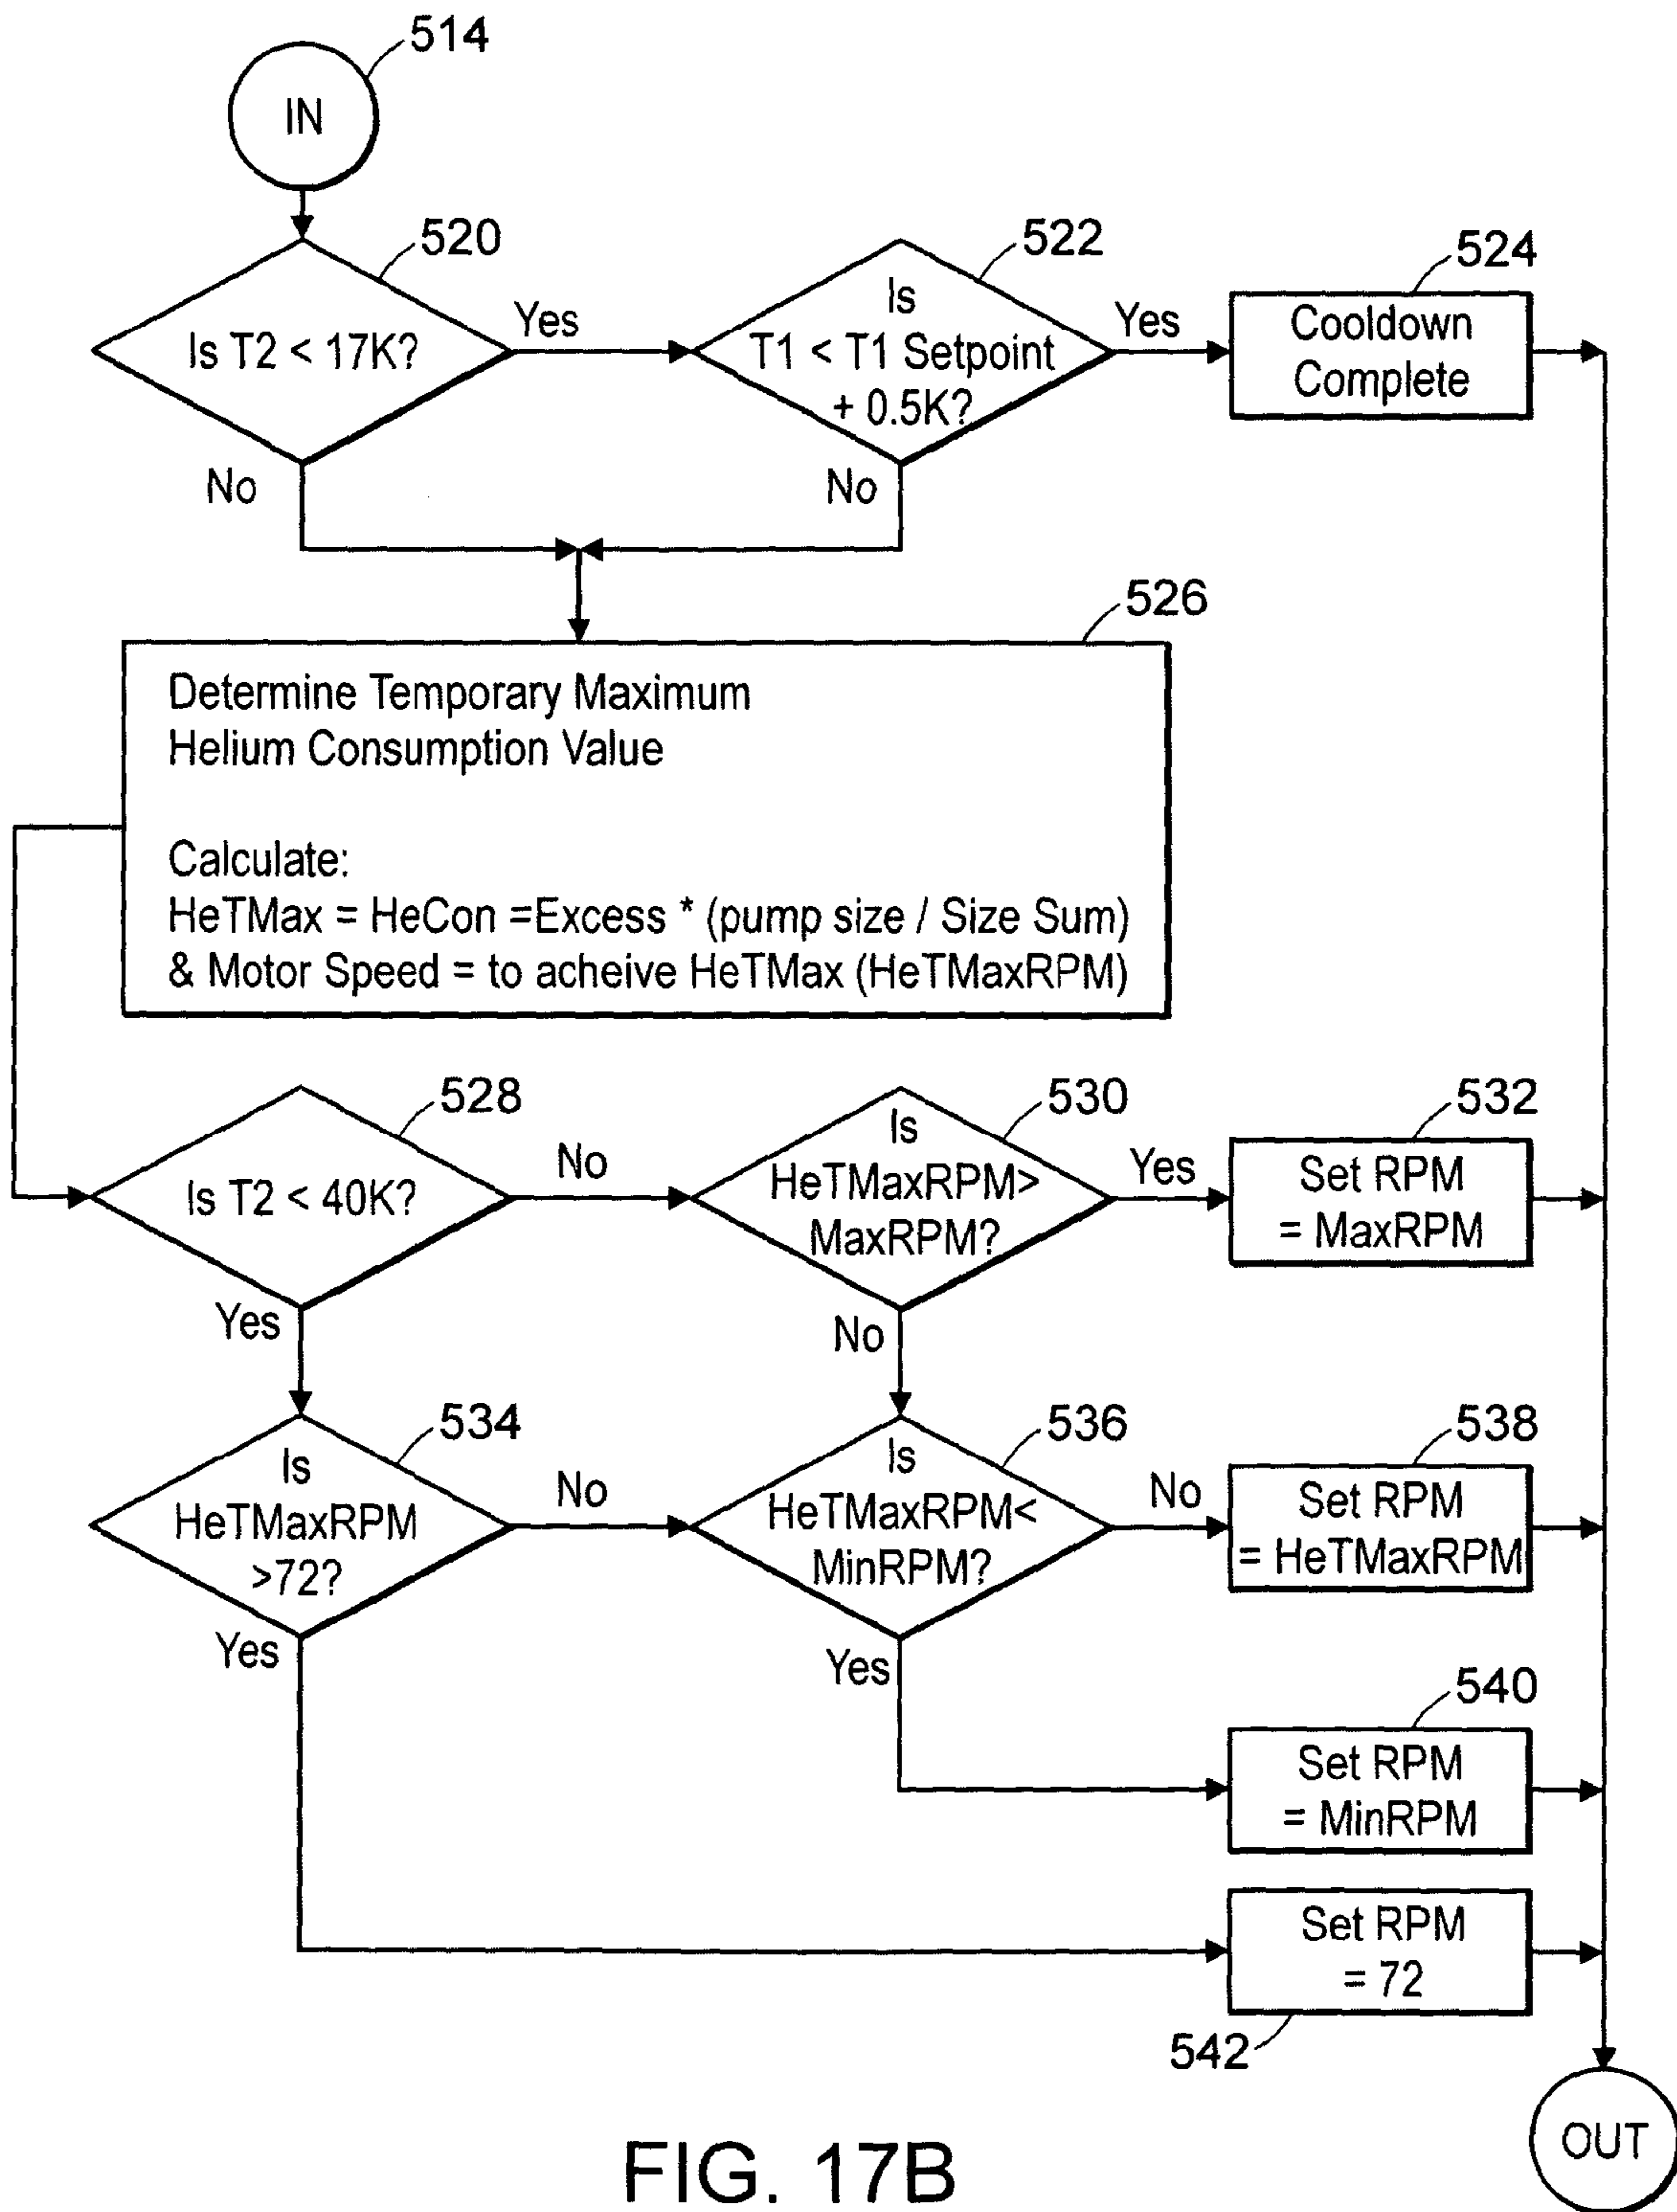 514
IN
520
Is T2 < 17K?
Yes
No
522
Is
T1 < T1 Setpoint
+ 0.5K?
Yes
No
524
Cooldown
Complete
526
Determine Temporary Maximum
Helium Consumption Value
Calculate:
HeTMax = HeCon =Excess * (pump size / Size Sum)
& Motor Speed = to acheive HeTMax (HeTMaxRPM)
528
Is T2 < 40K?
No
Yes
530
Is
HeTMaxRPM>
MaxRPM?
Yes
No
532
Set RPM
= MaxRPM
534
Is
HeTMaxRPM
>72?
No
Yes
536
Is
HeTMaxRPM<
MinRPM?
No
Yes
538
Set RPM
= HeTMaxRPM
540
Set RPM
= MinRPM
Set RPM
= 72
542
OUT
FIG. 17B